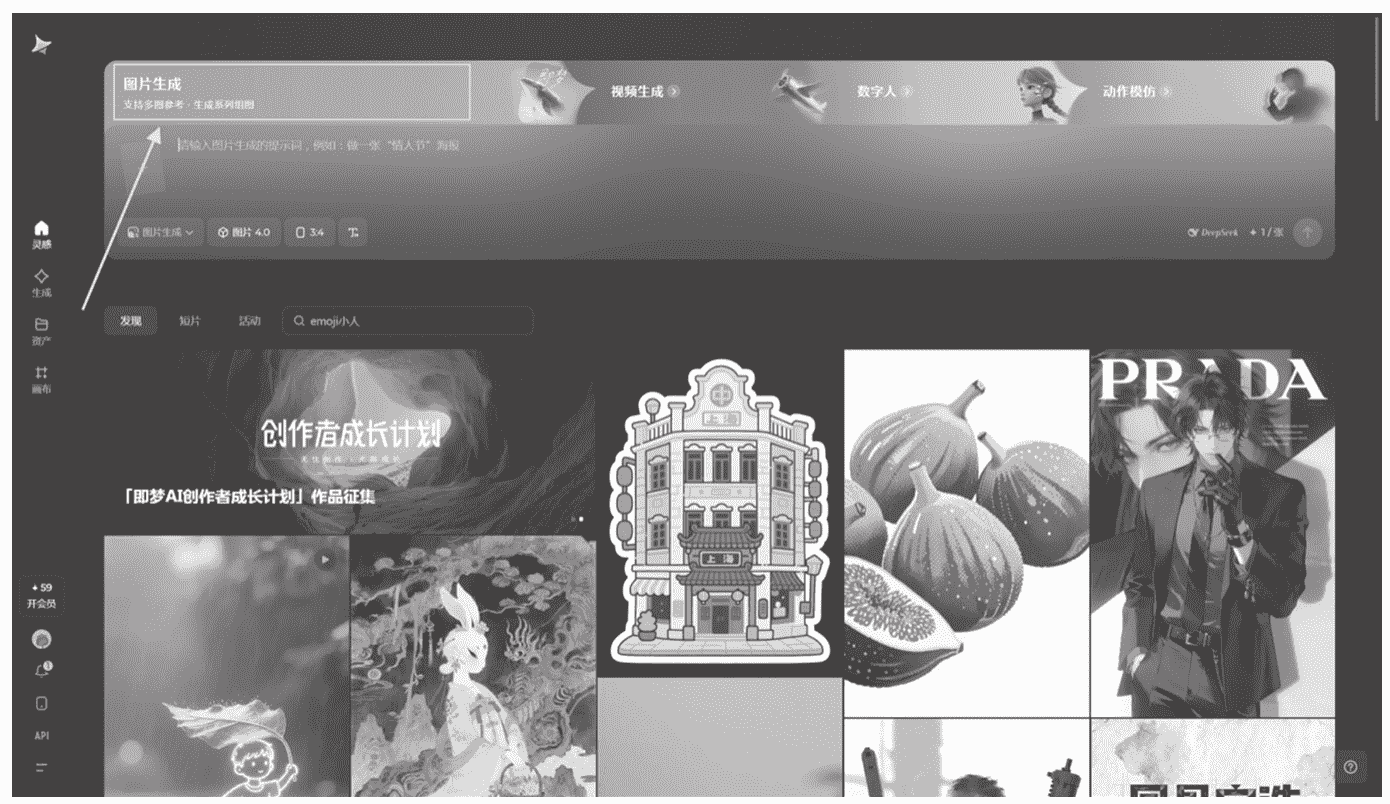 图片生成
支持多图参考·生成系列组图
视频生成
数字人
动作模仿
请输入图片生成的提示词，例如：做一张“情人节”海报
图片生成
图片 4.0
3:4
DeepSeek
1/张
灵感
生成
资产
画布
发现
短片
活动
emoji小人
创作者成长计划
「即梦AI创作者成长计划」作品征集
上海
上海
PRADA
59
开会员
1
API